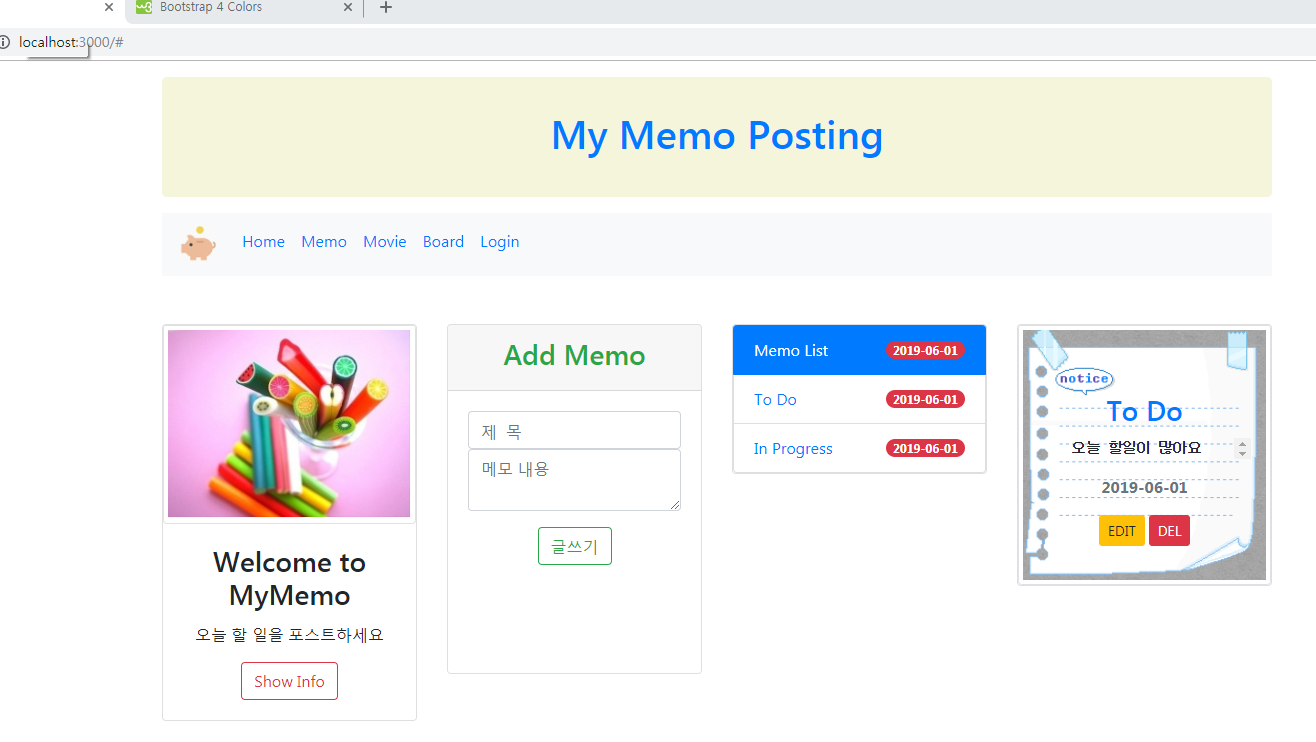 Bootstrap 4 Colors
localhost:3000/#
My Memo Posting
Home Memo Movie Board Login
Welcome to
MyMemo
오늘 할 일을 포스트하세요
Show Info
Add Memo
제 목
메모 내용
글쓰기
Memo List 2019-06-01
To Do 2019-06-01
In Progress 2019-06-01
notice
To Do
오늘 할일이 많아요
2019-06-01
EDIT DEL